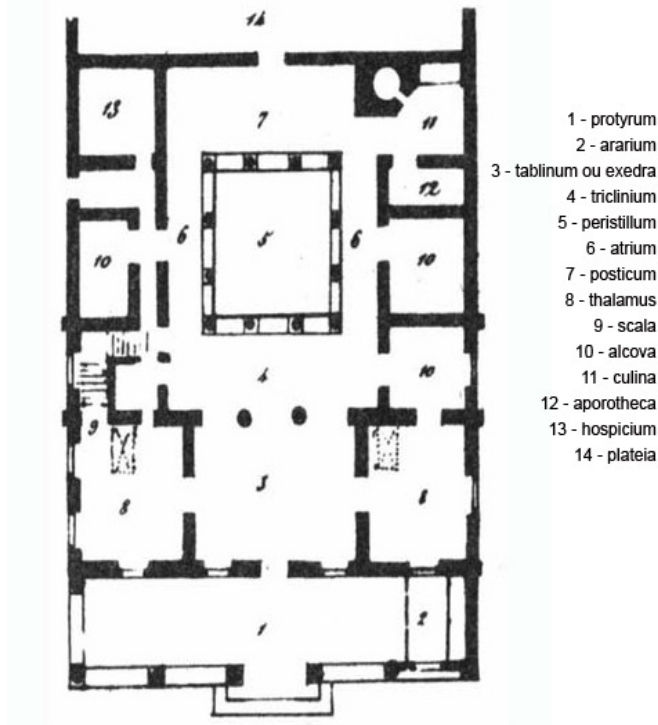 14
13
7
11
12
6
5
6
10
10
4
10
9
3
8
8
1
2
1 - protyrum
2 - ararium
3 - tablinum ou exedra
4 - triclinium
5 - peristillum
6 - atrium
7 - posticum
8 - thalamus
9 - scala
10 - alcova
11 - culina
12 - aporotheca
13 - hospicium
14 - plateia